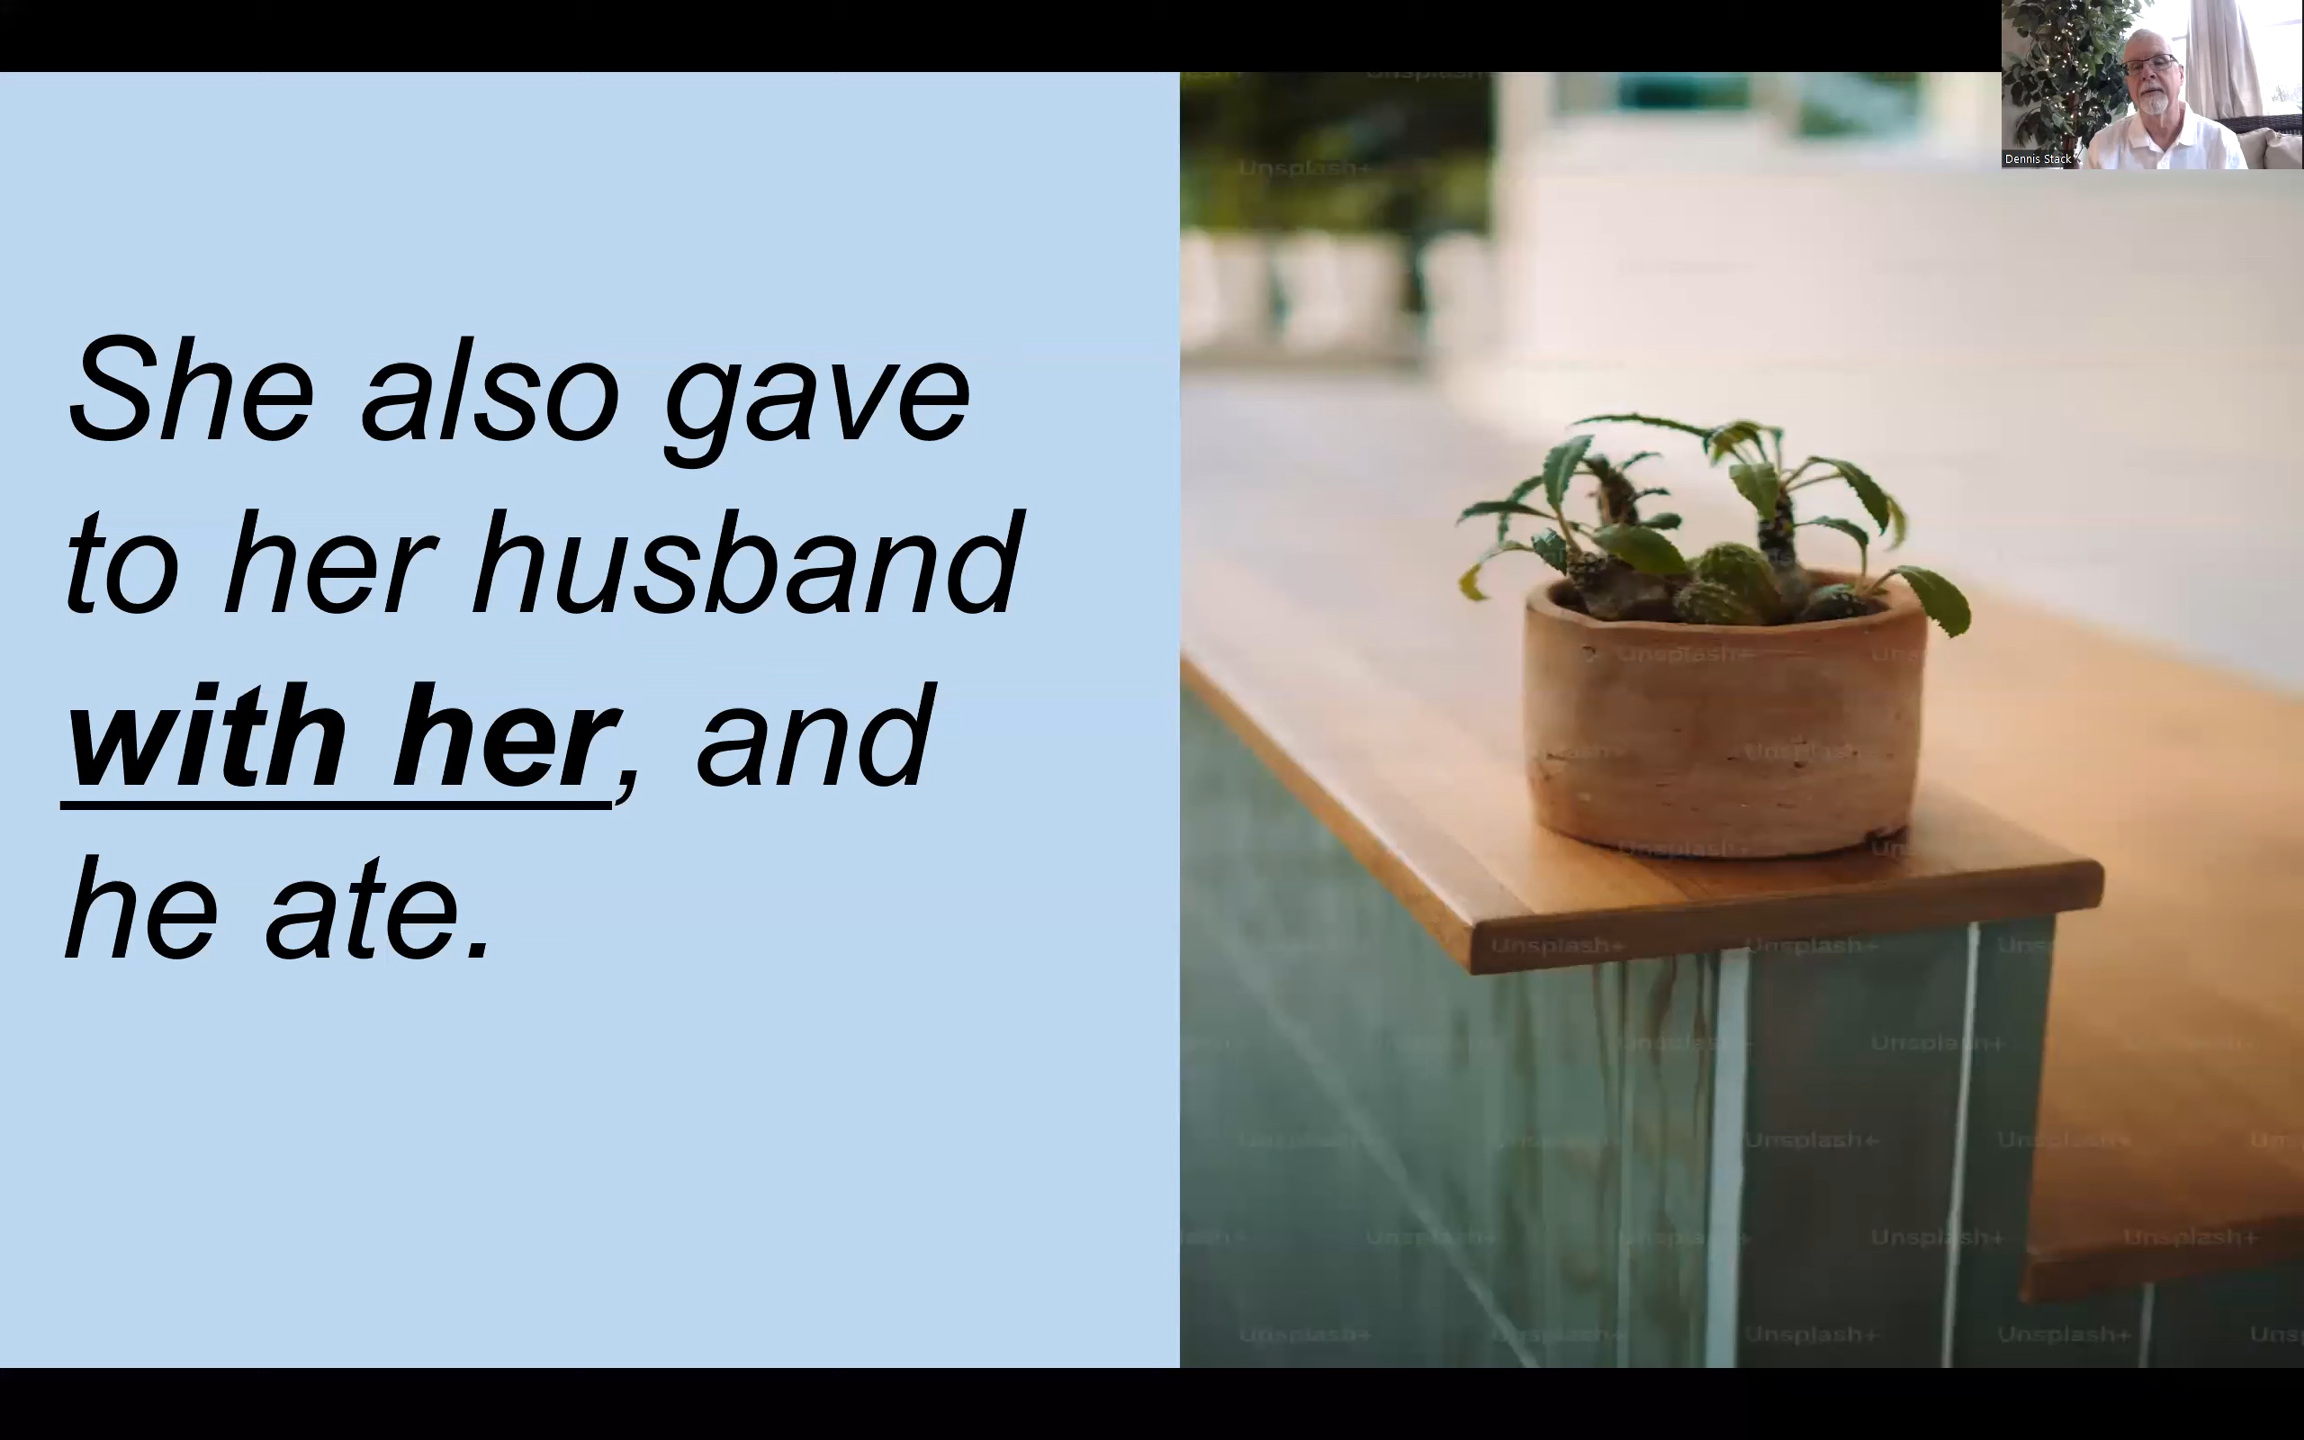 She also gave
to her husband
with her, and
he ate.
Dennis Stack
Unsplash+